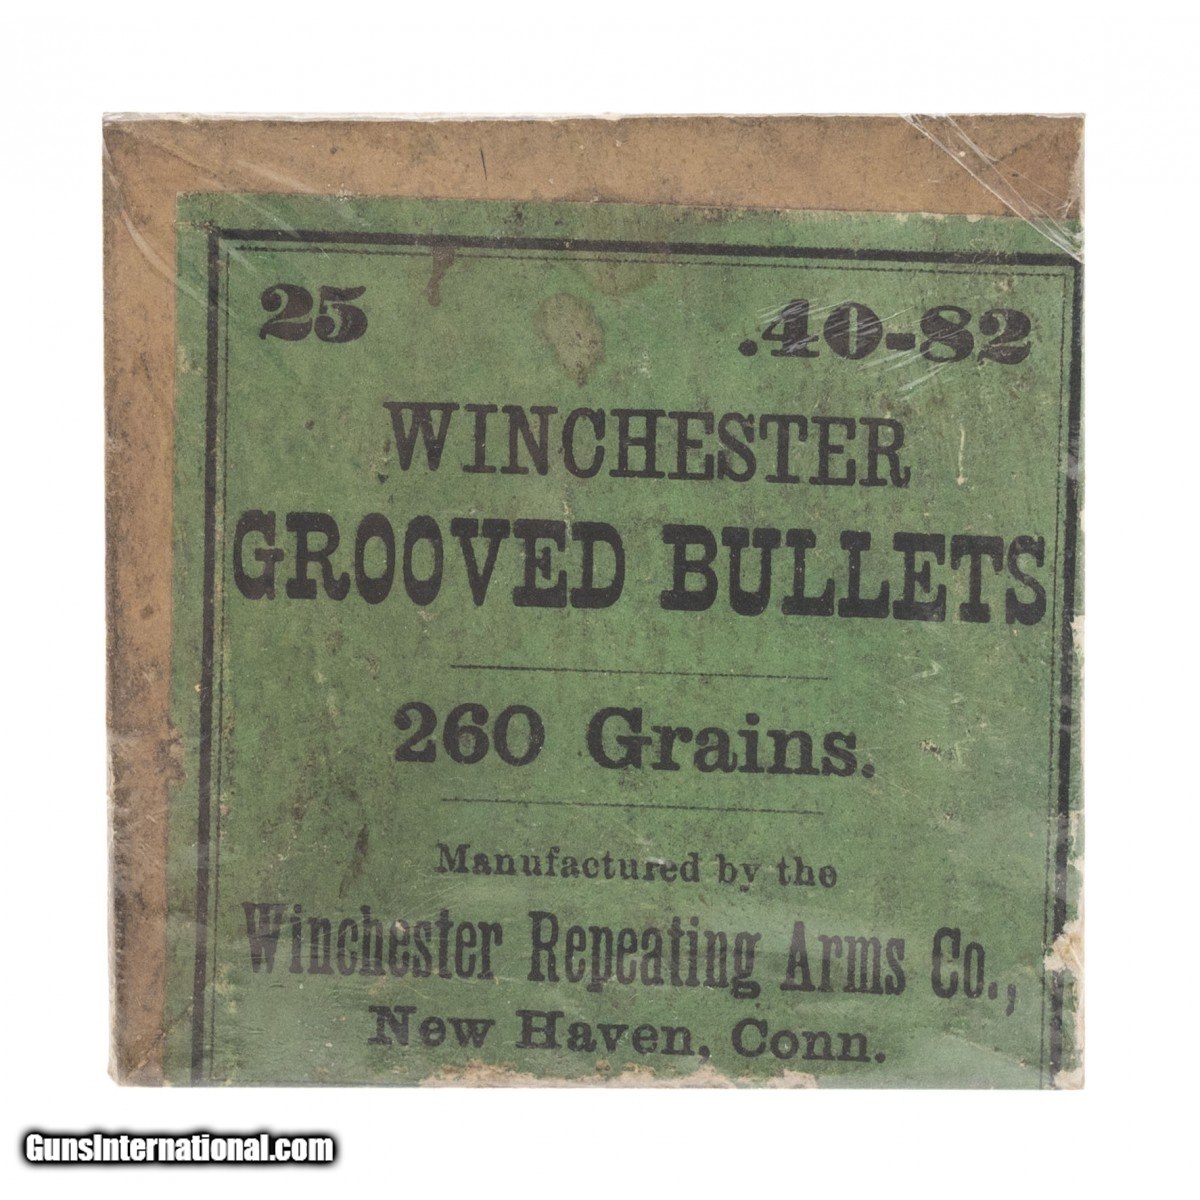 25 .40-82
WINCHESTER
GROOVED BULLETS
260 Grains.
Manufactured by the
Winchester Repeating Arms Co.,
New Haven, Conn.
GunsInternational.com